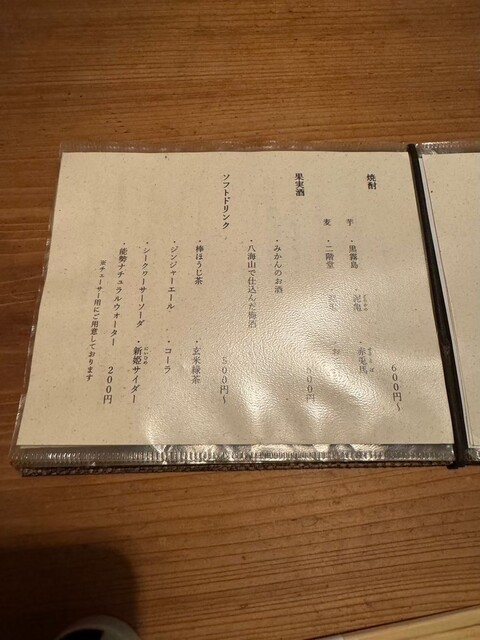 焼酎
600円〜
芋 ・黒霧島 ・泥亀 ・赤兎馬
麦 ・二階堂
果実酒
600円〜
・みかんのお酒
・八海山で仕込んだ梅酒
ソフトドリンク
500円〜
・棒ほうじ茶 ・玄米緑茶
・ジンジャーエール ・コーラ
・シークワーサーソーダ ・新姫サイダー
・能勢ナチュラルウォーター 200円
※チェーサー用にご用意しております